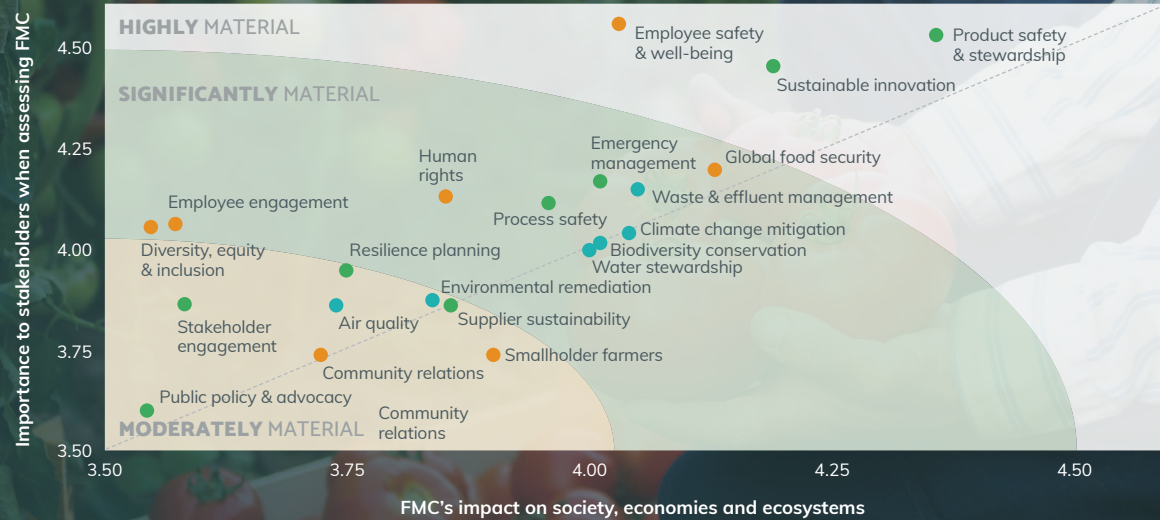 Importance to stakeholders when assessing FMC
HIGHLY MATERIAL
Employee safety
& well-being
Product safety
& stewardship
4.50
Sustainable innovation
SIGNIFICANTLY MATERIAL
4.25
Emergency
management
Human
rights
Global food security
Waste & effluent management
Employee engagement
Process safety
Climate change mitigation
4.00
Diversity, equity
& inclusion
Resilience planning
Biodiversity conservation
Water stewardship
Environmental remediation
Stakeholder
engagement
Air quality
Supplier sustainability
3.75
Smallholder farmers
Community relations
Public policy & advocacy
Community
relations
MODERATELY MATERIAL
3.50
3.50
3.75
4.00
4.25
4.50
FMC's impact on society, economies and ecosystems